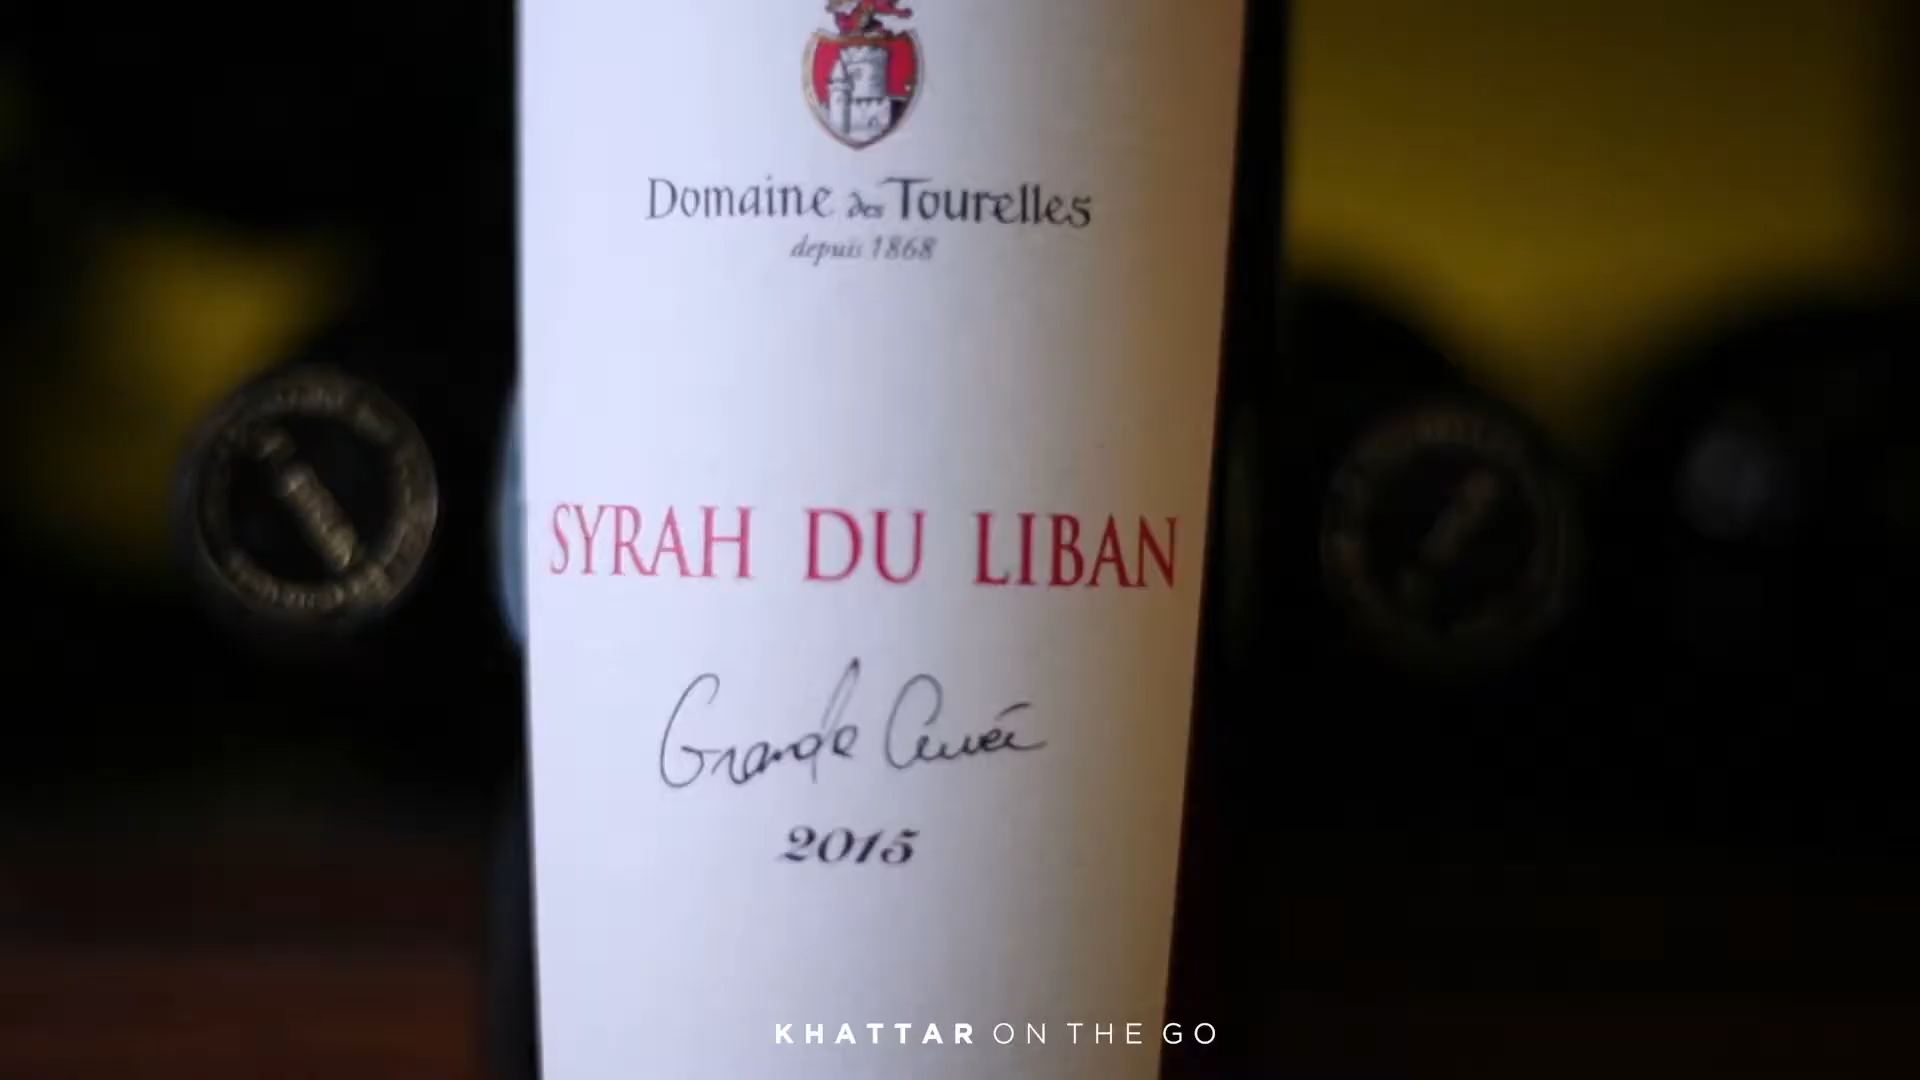 Domaine des Tourelles
depuis 1868
SYRAH DU LIBAN
Grande Cuvée
2015
KHATTAR ON THE GO